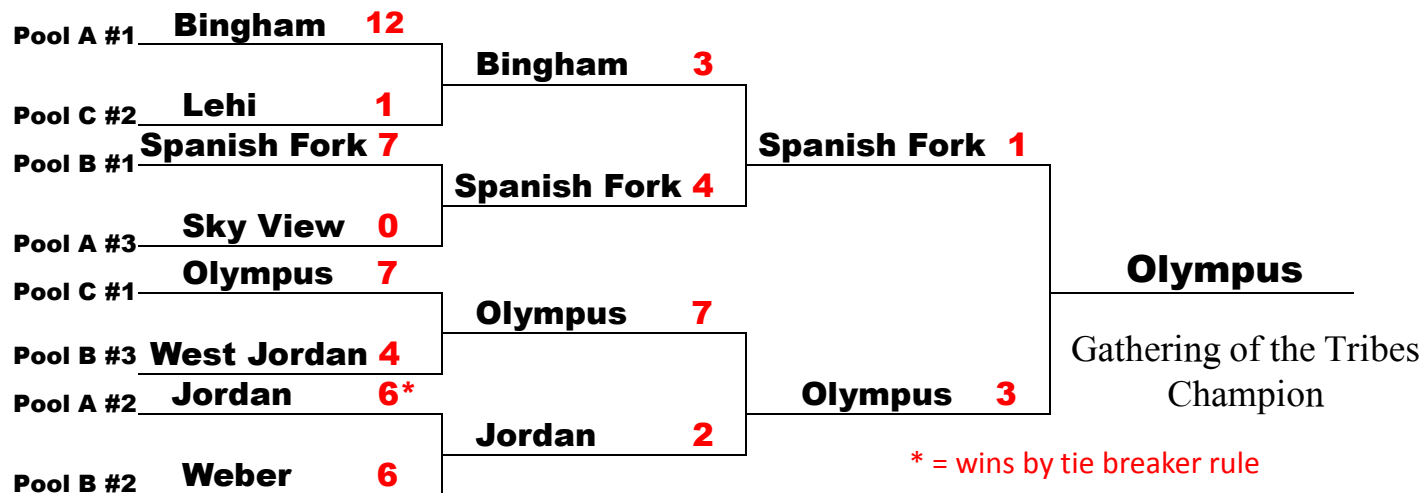 Pool A #1 Bingham 12
Bingham 3
Pool C #2 Lehi 1
Pool B #1 Spanish Fork 7
Spanish Fork 1
Spanish Fork 4
Pool A #3 Sky View 0
Pool C #1 Olympus 7
Olympus
Olympus 7
Gathering of the Tribes
Champion
Pool B #3 West Jordan 4
Pool A #2 Jordan 6*
Olympus 3
Jordan 2
* = wins by tie breaker rule
Pool B #2 Weber 6